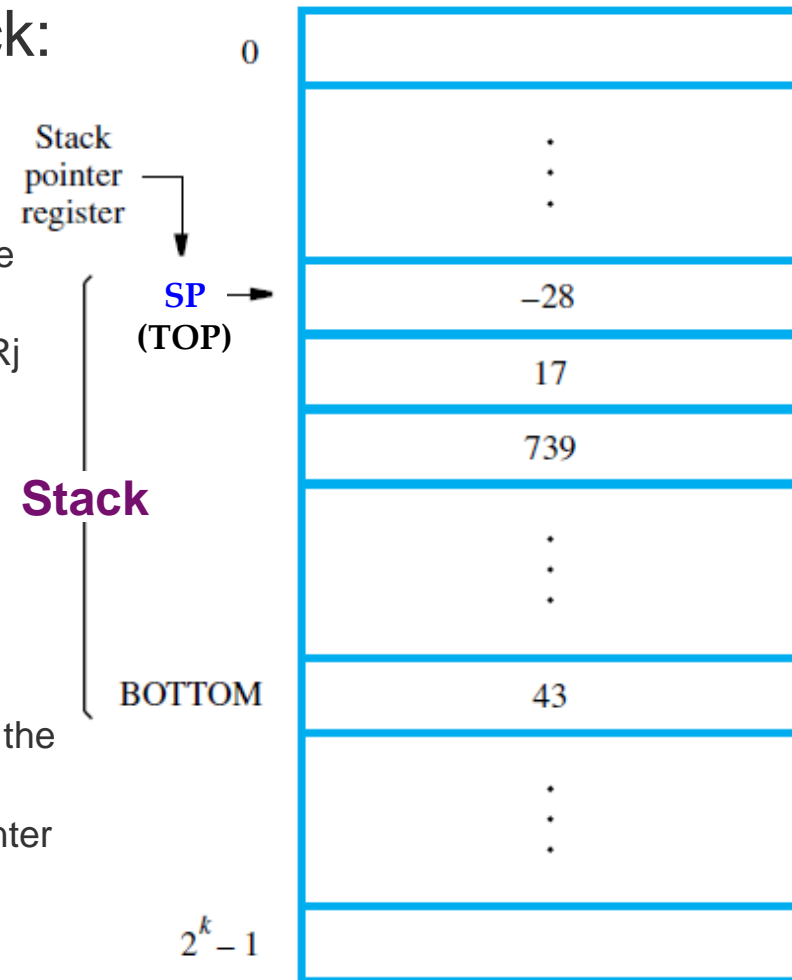 ck:
0
Stack
pointer
register
e
SP
(TOP)
−28
Rj
17
739
Stack
BOTTOM
43
the
nter
2^k – 1